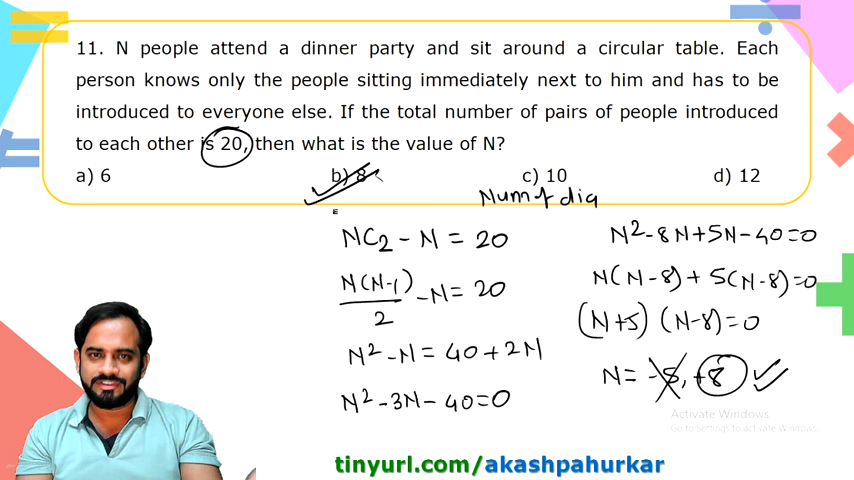 11. N people attend a dinner party and sit around a circular table. Each
person knows only the people sitting immediately next to him and has to be
introduced to everyone else. If the total number of pairs of people introduced
to each other is 20, then what is the value of N?
a) 6 b) 8 c) 10 d) 12
Num of dia
NC2 - N = 20
N(N-1)/2 - N = 20
N² - N = 40 + 2N
N² - 3N - 40 = 0
N² - 8N + 5N - 40 = 0
N(N-8) + 5(N-8) = 0
(N+5) (N-8) = 0
N = -5, +8
Activate Windows
Go to Settings to activate Windows.
tinyurl.com/akashpahurkar